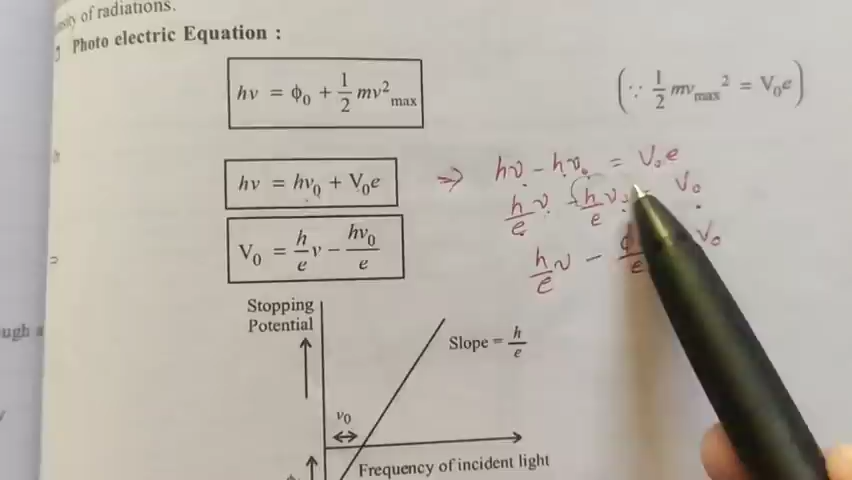 of radiations.
Photo electric Equation :
hν = ϕ₀ + 1/2 mv²max
(∵ 1/2 mvmax² = V₀e)
hν = hν₀ + V₀e
⇒ hν - hν₀ = V₀e
V₀ = h/e ν − hν₀/e
h/e ν - h/e ν₀ V₀
h/e ν - V₀
Stopping
Potential
Slope = h/e
ν₀
Frequency of incident light